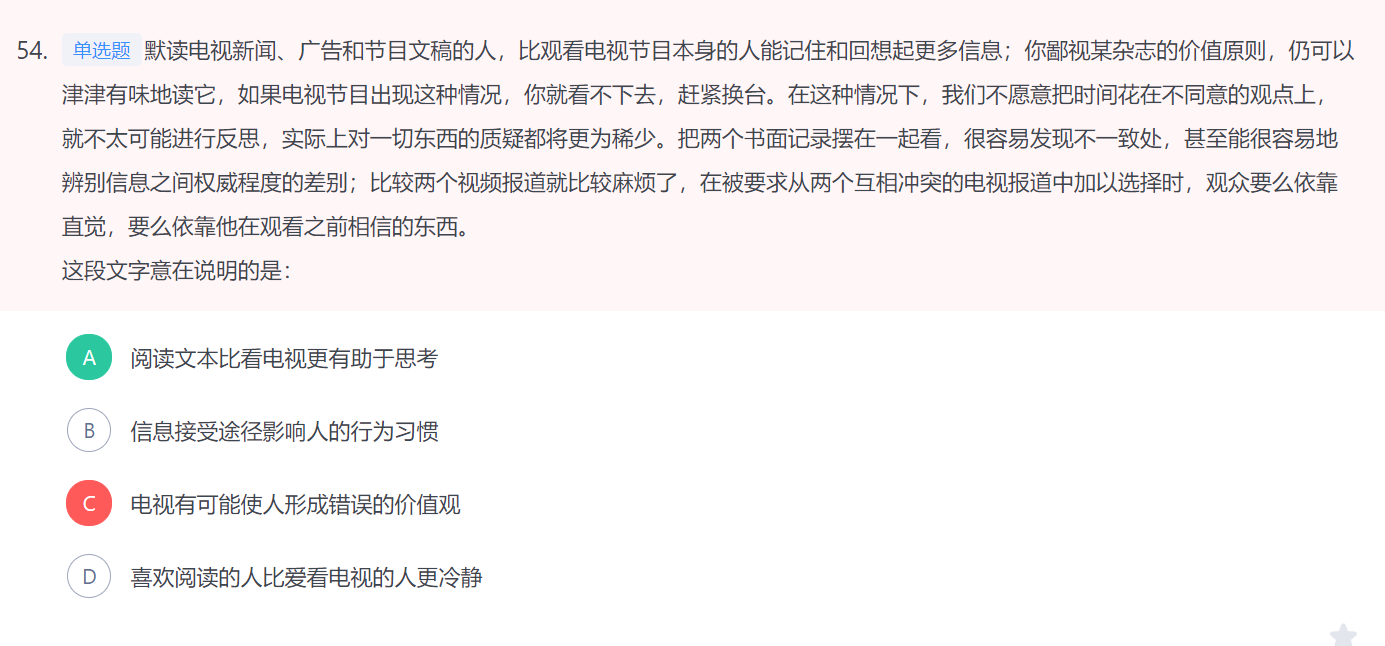 54. 单选题 默读电视新闻、广告和节目文稿的人，比观看电视节目本身的人能记住和回想起更多信息；你鄙视某杂志的价值原则，仍可以
津津有味地读它，如果电视节目出现这种情况，你就看不下去，赶紧换台。在这种情况下，我们不愿意把时间花在不同意的观点上，
就不太可能进行反思，实际上对一切东西的质疑都将更为稀少。把两个书面记录摆在一起看，很容易发现不一致处，甚至能很容易地
辨别信息之间权威程度的差别；比较两个视频报道就比较麻烦了，在被要求从两个互相冲突的电视报道中加以选择时，观众要么依靠
直觉，要么依靠他在观看之前相信的东西。
这段文字意在说明的是：
A 阅读文本比看电视更有助于思考
B 信息接受途径影响人的行为习惯
C 电视有可能使人形成错误的价值观
D 喜欢阅读的人比爱看电视的人更冷静